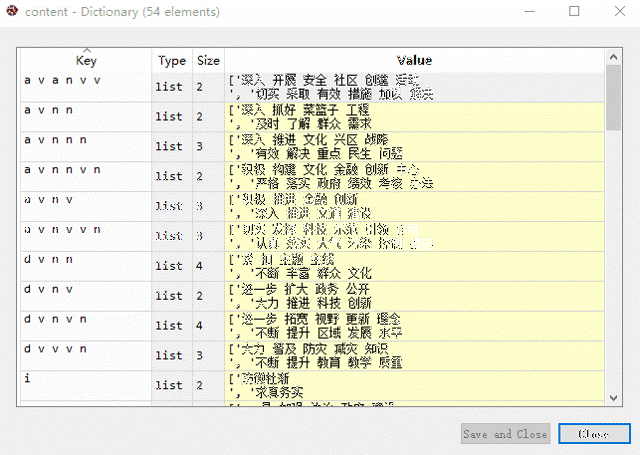 content - Dictionary (54 elements)
Key Type Size Value
a v a n v v list 2 ['深入 开展 安全 社区 创建 活动
', '切实 采取 有效 措施 加以 解决
a v n n list 2 ['深入 抓好 菜篮子 工程
', '及时 了解 群众 需求
a v n n n list 3 ['深入 推进 文化 兴区 战略
', '有效 解决 重点 民生 问题
a v n n v n list 2 ['积极 构建 文化 金融 创新 中心
', '严格 落实 政府 绩效 考核 办法
a v n v list 3 ['积极 推进 金融 创新
', '深入 推进 交通 建设
a v n v v n list 3 ['切实 发挥 科技 示范 引领
', '认真 落实 大气 污染
d v n n list 4 ['紧 扣 主题 主线
', '不断 丰富 群众 文化
d v n v list 2 ['进一步 扩大 政务 公开
', '大力 推进 科技 创新
d v n v n list 4 ['进一步 拓宽 视野 更新 理念
', '不断 提升 区域 发展 水平
d v v v n list 3 ['大力 普及 防灾 减灾 知识
', '不断 提升 教育 教学 质量
i list 2 ['防微杜渐
', '求真务实
Save and Close Close